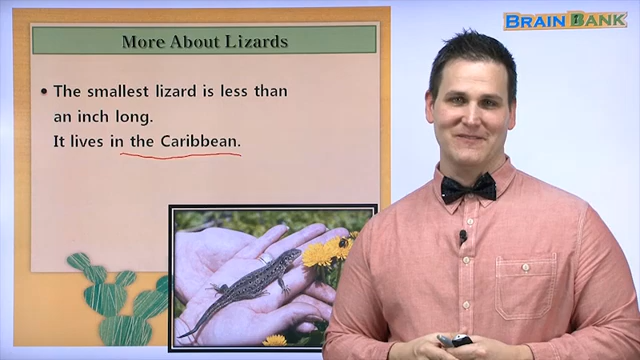 BRAIN BANK
More About Lizards
• The smallest lizard is less than
an inch long.
It lives in the Caribbean.